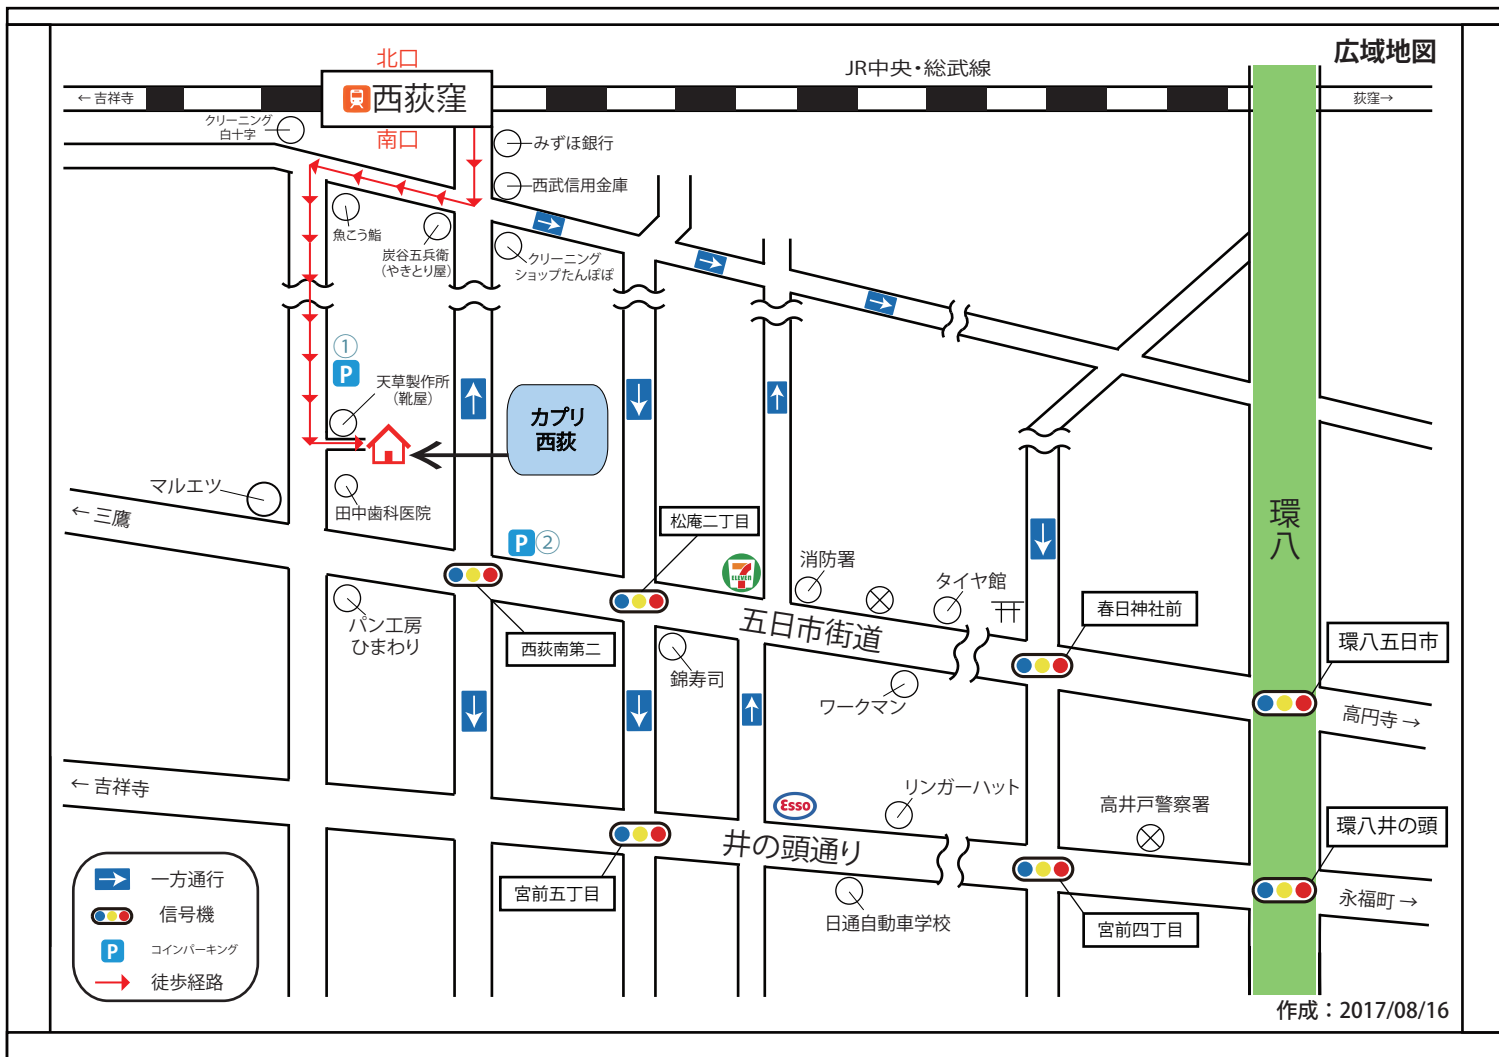 広域地図
北口
JR中央・総武線
← 吉祥寺
西荻窪
荻窪→
クリーニング
白十字
南口
みずほ銀行
西武信用金庫
魚こう鮨
炭谷五兵衛
（やきとり屋）
クリーニング
ショップたんぽぽ
①
P
天草製作所
（靴屋）
カプリ
西荻
マルエツ
← 三鷹
田中歯科医院
P②
松庵二丁目
7
ELEVEN
消防署
タイヤ館
環八
春日神社前
五日市街道
パン工房
ひまわり
西荻南第二
錦寿司
ワークマン
環八五日市
高円寺 →
← 吉祥寺
Esso
リンガーハット
高井戸警察署
環八井の頭
井の頭通り
宮前五丁目
日通自動車学校
宮前四丁目
永福町 →
一方通行
信号機
P
コインパーキング
徒歩経路
作成：2017/08/16